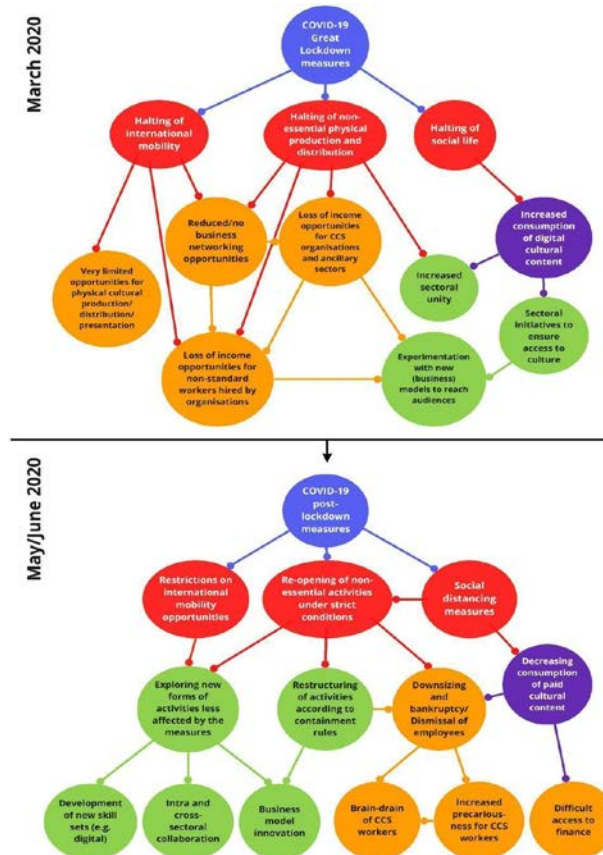 March 2020
COVID-19
Great
Lockdown
measures
Halting of
international
mobility
Halting of non-
essential physical
production and
distribution
Halting of
social life
Reduced/no
business
networking
opportunities
Loss of income
opportunities
for CCS
organisations
and ancillary
sectors
Increased
consumption
of digital
cultural
content
Very limited
opportunities for
physical cultural
production/
distribution/
presentation
Increased
sectoral
unity
Sectoral
initiatives to
ensure
access to
culture
Loss of income
opportunities for
non-standard
workers hired by
organisations
Experimentation
with new
(business)
models to reach
audiences
May/June 2020
COVID-19
post-
lockdown
measures
Restrictions on
international
mobility
opportunities
Re-opening of non-
essential activities
under strict
conditions
Social
distancing
measures
Exploring new
forms of
activities less
affected by the
measures
Restructuring
of activities
according to
containment
rules
Downsizing
and
bankruptcy/
Dismissal of
employees
Decreasing
consumption
of paid
cultural
content
Development
of new skill
sets (e.g.
digital)
Intra and
cross-
sectoral
collaboration
Business
model
innovation
Brain-drain
of CCS
workers
Increased
precarious-
ness for CCS
workers
Difficult
access to
finance